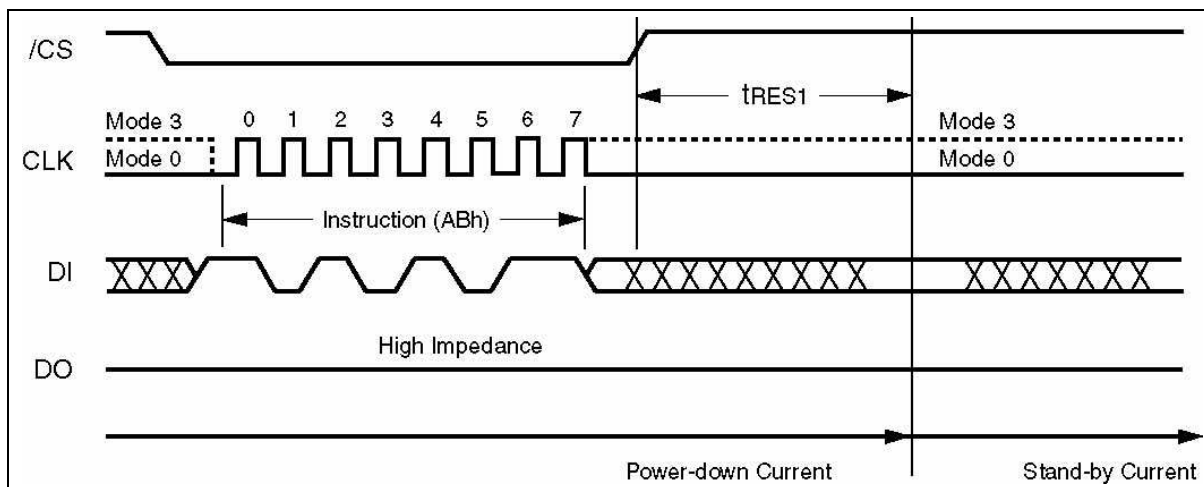 /CS
tRES1
Mode 3 0 1 2 3 4 5 6 7 Mode 3
CLK Mode 0 Mode 0
Instruction (ABh)
DI
High Impedance
DO
Power-down Current Stand-by Current